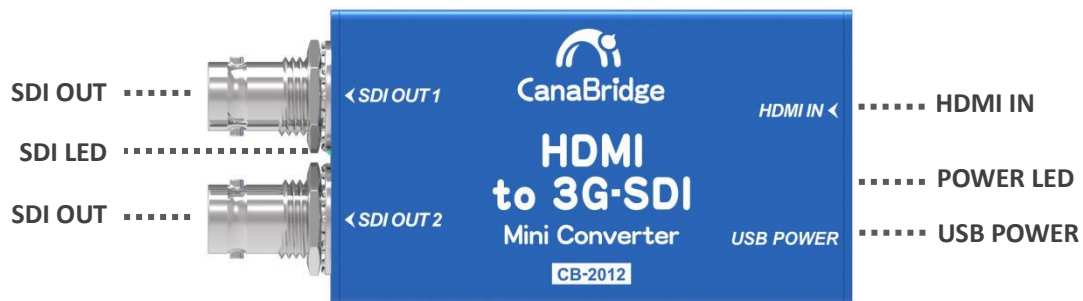 SDI OUT
SDI LED
SDI OUT
◄ SDI OUT 1
◄ SDI OUT 2
CanaBridge
HDMI
to 3G-SDI
Mini Converter
CB-2012
HDMI IN ◄
USB POWER
HDMI IN
POWER LED
USB POWER